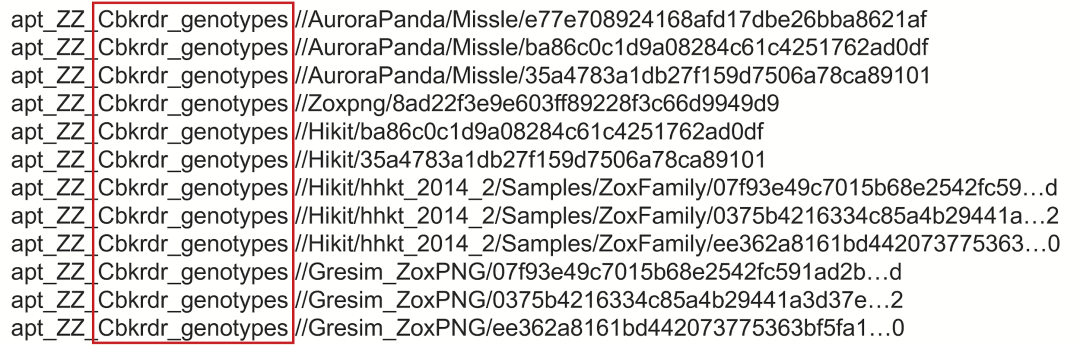 apt_ZZ_Cbkrdr_genotypes //AuroraPanda/Missle/e77e708924168afd17dbe26bba8621af
apt_ZZ_Cbkrdr_genotypes //AuroraPanda/Missle/ba86c0c1d9a08284c61c4251762ad0df
apt_ZZ_Cbkrdr_genotypes //AuroraPanda/Missle/35a4783a1db27f159d7506a78ca89101
apt_ZZ_Cbkrdr_genotypes //Zoxpng/8ad22f3e9e603ff89228f3c66d9949d9
apt_ZZ_Cbkrdr_genotypes //Hikit/ba86c0c1d9a08284c61c4251762ad0df
apt_ZZ_Cbkrdr_genotypes //Hikit/35a4783a1db27f159d7506a78ca89101
apt_ZZ_Cbkrdr_genotypes //Hikit/hhkt_2014_2/Samples/ZoxFamily/07f93e49c7015b68e2542fc59…d
apt_ZZ_Cbkrdr_genotypes //Hikit/hhkt_2014_2/Samples/ZoxFamily/0375b4216334c85a4b29441a…2
apt_ZZ_Cbkrdr_genotypes //Hikit/hhkt_2014_2/Samples/ZoxFamily/ee362a8161bd442073775363…0
apt_ZZ_Cbkrdr_genotypes //Gresim_ZoxPNG/07f93e49c7015b68e2542fc591ad2b…d
apt_ZZ_Cbkrdr_genotypes //Gresim_ZoxPNG/0375b4216334c85a4b29441a3d37e…2
apt_ZZ_Cbkrdr_genotypes //Gresim_ZoxPNG/ee362a8161bd442073775363bf5fa1…0